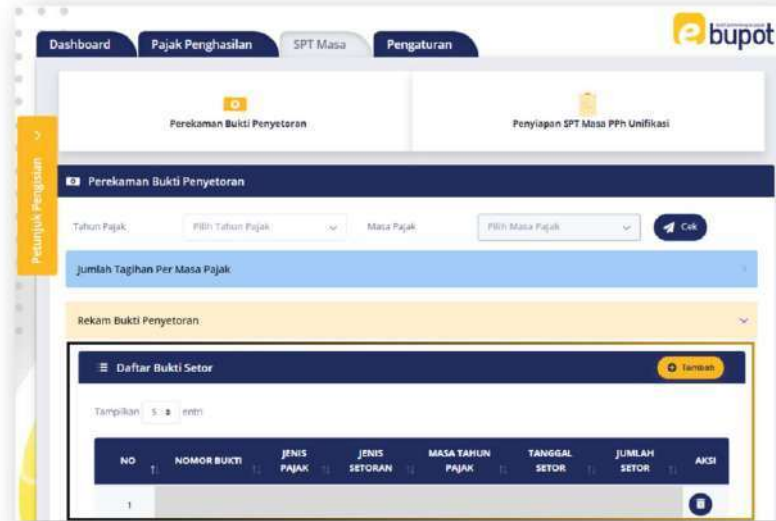 Dashboard
Pajak Penghasilan
SPT Masa
Pengaturan
e bupot
Perekaman Bukti Penyetoran
Penyiapan SPT Masa PPh Unifikasi
Petunjuk Pengisian
Perekaman Bukti Penyetoran
Tahun Pajak
Pilih Tahun Pajak
Masa Pajak
Pilih Masa Pajak
Cek
Jumlah Tagihan Per Masa Pajak
Rekam Bukti Penyetoran
Daftar Bukti Setor
Tambah
Tampilkan 5 entri
NO
NOMOR BUKTI
JENIS PAJAK
JENIS SETORAN
MASA TAHUN PAJAK
TANGGAL SETOR
JUMLAH SETOR
AKSI
1